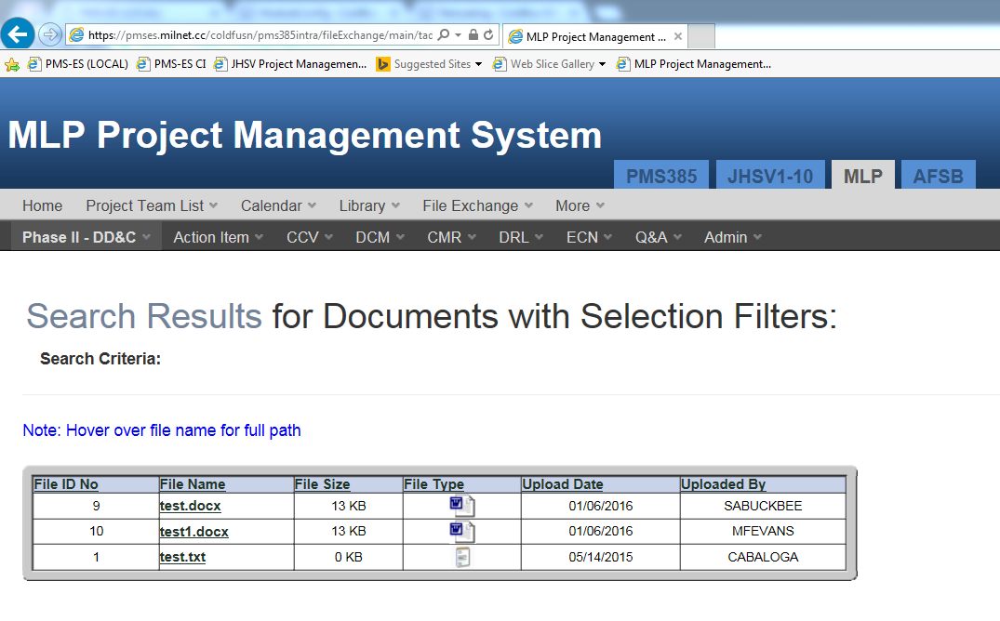 https://pmses.milnet.cc/coldfusn/pms385intra/fileExchange/main/tac
MLP Project Management ...
PMS-ES (LOCAL) PMS-ES CI JHSV Project Managemen... Suggested Sites Web Slice Gallery MLP Project Management...
MLP Project Management System
PMS385 JHSV1-10 MLP AFSB
Home Project Team List Calendar Library File Exchange More
Phase II - DD&C Action Item CCV DCM CMR DRL ECN Q&A Admin
Search Results for Documents with Selection Filters:
Search Criteria:
Note: Hover over file name for full path
File ID No File Name File Size File Type Upload Date Uploaded By
9 test.docx 13 KB 01/06/2016 SABUCKBEE
10 test1.docx 13 KB 01/06/2016 MFEVANS
1 test.txt 0 KB 05/14/2015 CABALOGA